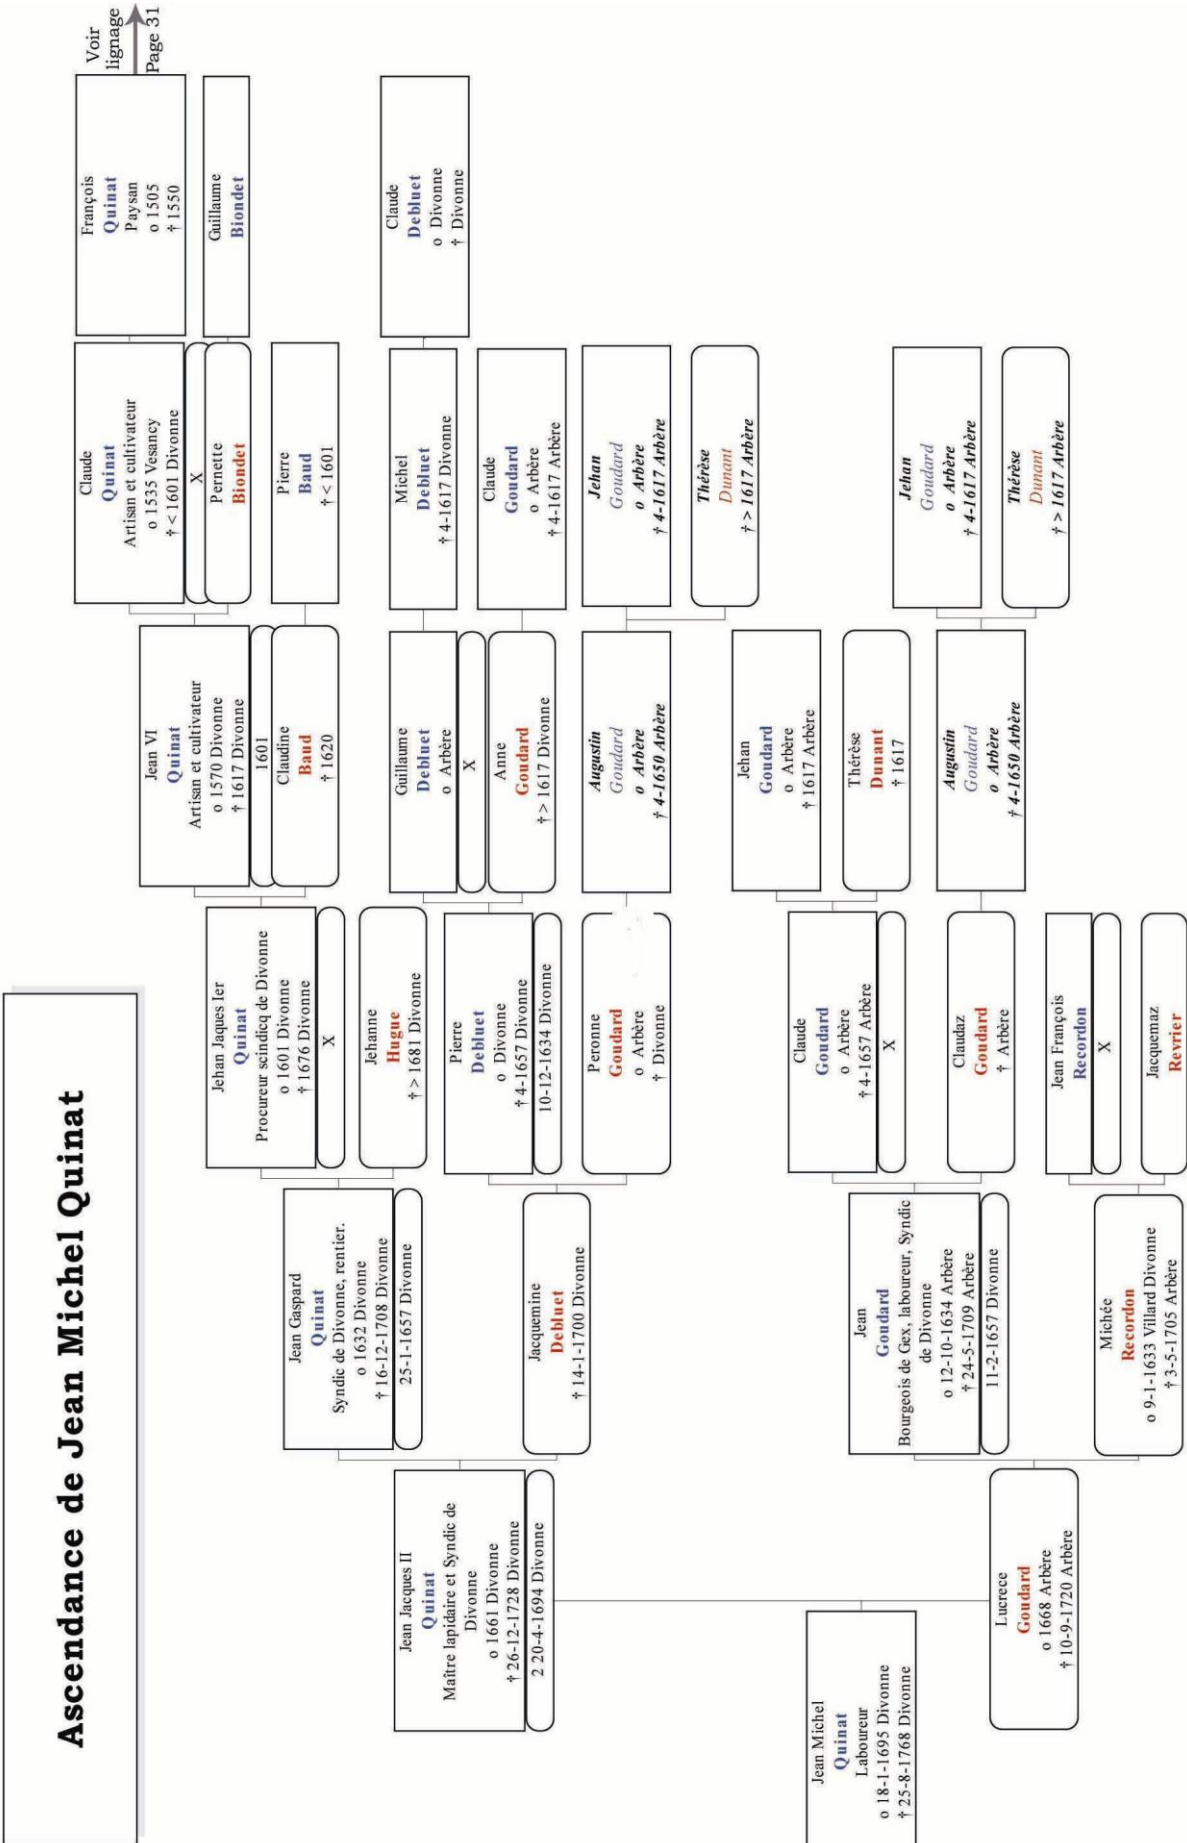 Ascendance de Jean Michel Quinat
Jean Michel
Quinat
Laboureur
o 18-1-1695 Divonne
† 25-8-1768 Divonne
Jean Jacques II
Quinat
Maître lapidaire et Syndic de
Divonne
o 1661 Divonne
† 26-12-1728 Divonne
2 20-4-1694 Divonne
Lucrece
Goudard
o 1668 Arbère
† 10-9-1720 Arbère
Jean Gaspard
Quinat
Syndic de Divonne, rentier.
o 1632 Divonne
† 16-12-1708 Divonne
25-1-1657 Divonne
Jacquemine
Debluet
† 14-1-1700 Divonne
Jean
Goudard
Bourgeois de Gex, laboureur, Syndic
de Divonne
o 12-10-1634 Arbère
† 24-5-1709 Arbère
11-2-1657 Divonne
Michée
Recordon
o 9-1-1633 Villard Divonne
† 3-5-1705 Arbère
Jehan Jaques Ier
Quinat
Procureur scindicq de Divonne
o 1601 Divonne
† 1676 Divonne
X
Jehanne
Hugue
† > 1681 Divonne
Pierre
Debluet
o Divonne
† 4-1657 Divonne
10-12-1634 Divonne
Peronne
Goudard
o Arbère
† Divonne
Claude
Goudard
o Arbère
† 4-1657 Arbère
X
Claudaz
Goudard
† Arbère
Jean François
Recordon
X
Jacquemaz
Revrier
Jean VI
Quinat
Artisan et cultivateur
o 1570 Divonne
† 1617 Divonne
1601
Claudine
Baud
† 1620
Guillaume
Debluet
o Arbère
X
Anne
Goudard
† > 1617 Divonne
Augustin
Goudard
o Arbère
† 4-1650 Arbère
Jehan
Goudard
o Arbère
† 1617 Arbère
Thérèse
Dunant
† 1617
Augustin
Goudard
o Arbère
† 4-1650 Arbère
Claude
Quinat
Artisan et cultivateur
o 1535 Vesancy
† < 1601 Divonne
X
Pernette
Biondet
Pierre
Baud
† < 1601
Michel
Debluet
† 4-1617 Divonne
Claude
Goudard
o Arbère
† 4-1617 Arbère
Jehan
Goudard
o Arbère
† 4-1617 Arbère
Thérèse
Dunant
† > 1617 Arbère
Jehan
Goudard
o Arbère
† 4-1617 Arbère
Thérèse
Dunant
† > 1617 Arbère
François
Quinat
Paysan
o 1505
† 1550
Guillaume
Biondet
Claude
Debluet
o Divonne
† Divonne
Voir
lignage
Page 31